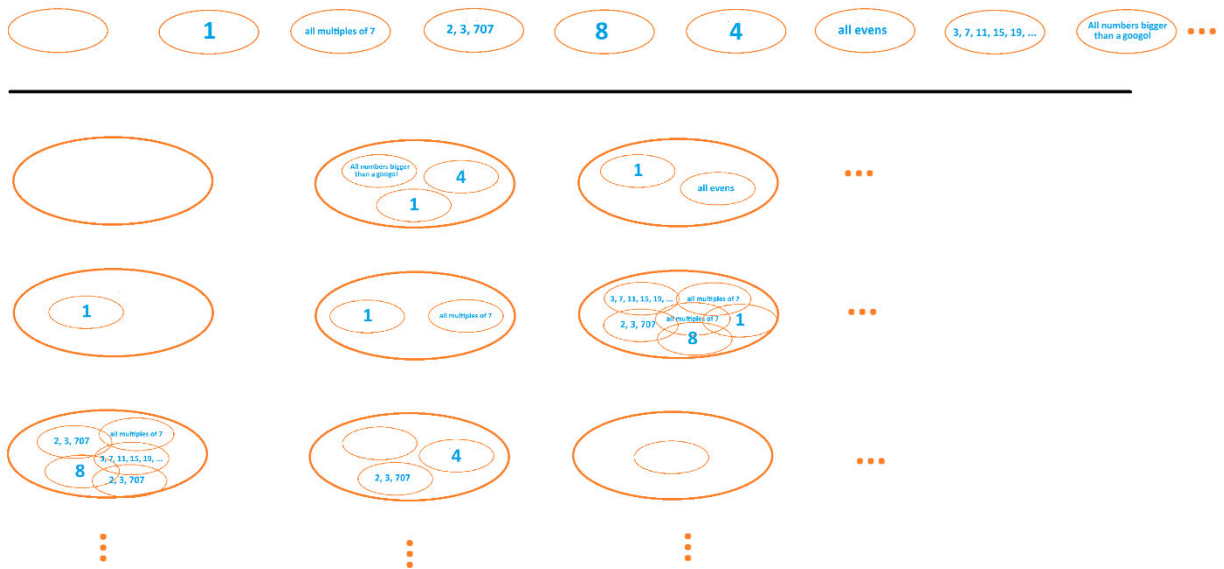 1
all multiples of 7
2, 3, 707
8
4
all evens
3, 7, 11, 15, 19, ...
All numbers bigger
than a googol
...
All numbers bigger
than a googol
4
1
1
all evens
...
1
1
all multiples of 7
3, 7, 11, 15, 19, ...
all multiples of 7
all multiples of 7
1
2, 3, 707
8
...
2, 3, 707
all multiples of 7
3, 7, 11, 15, 19, ...
8
2, 3, 707
4
2, 3, 707
...